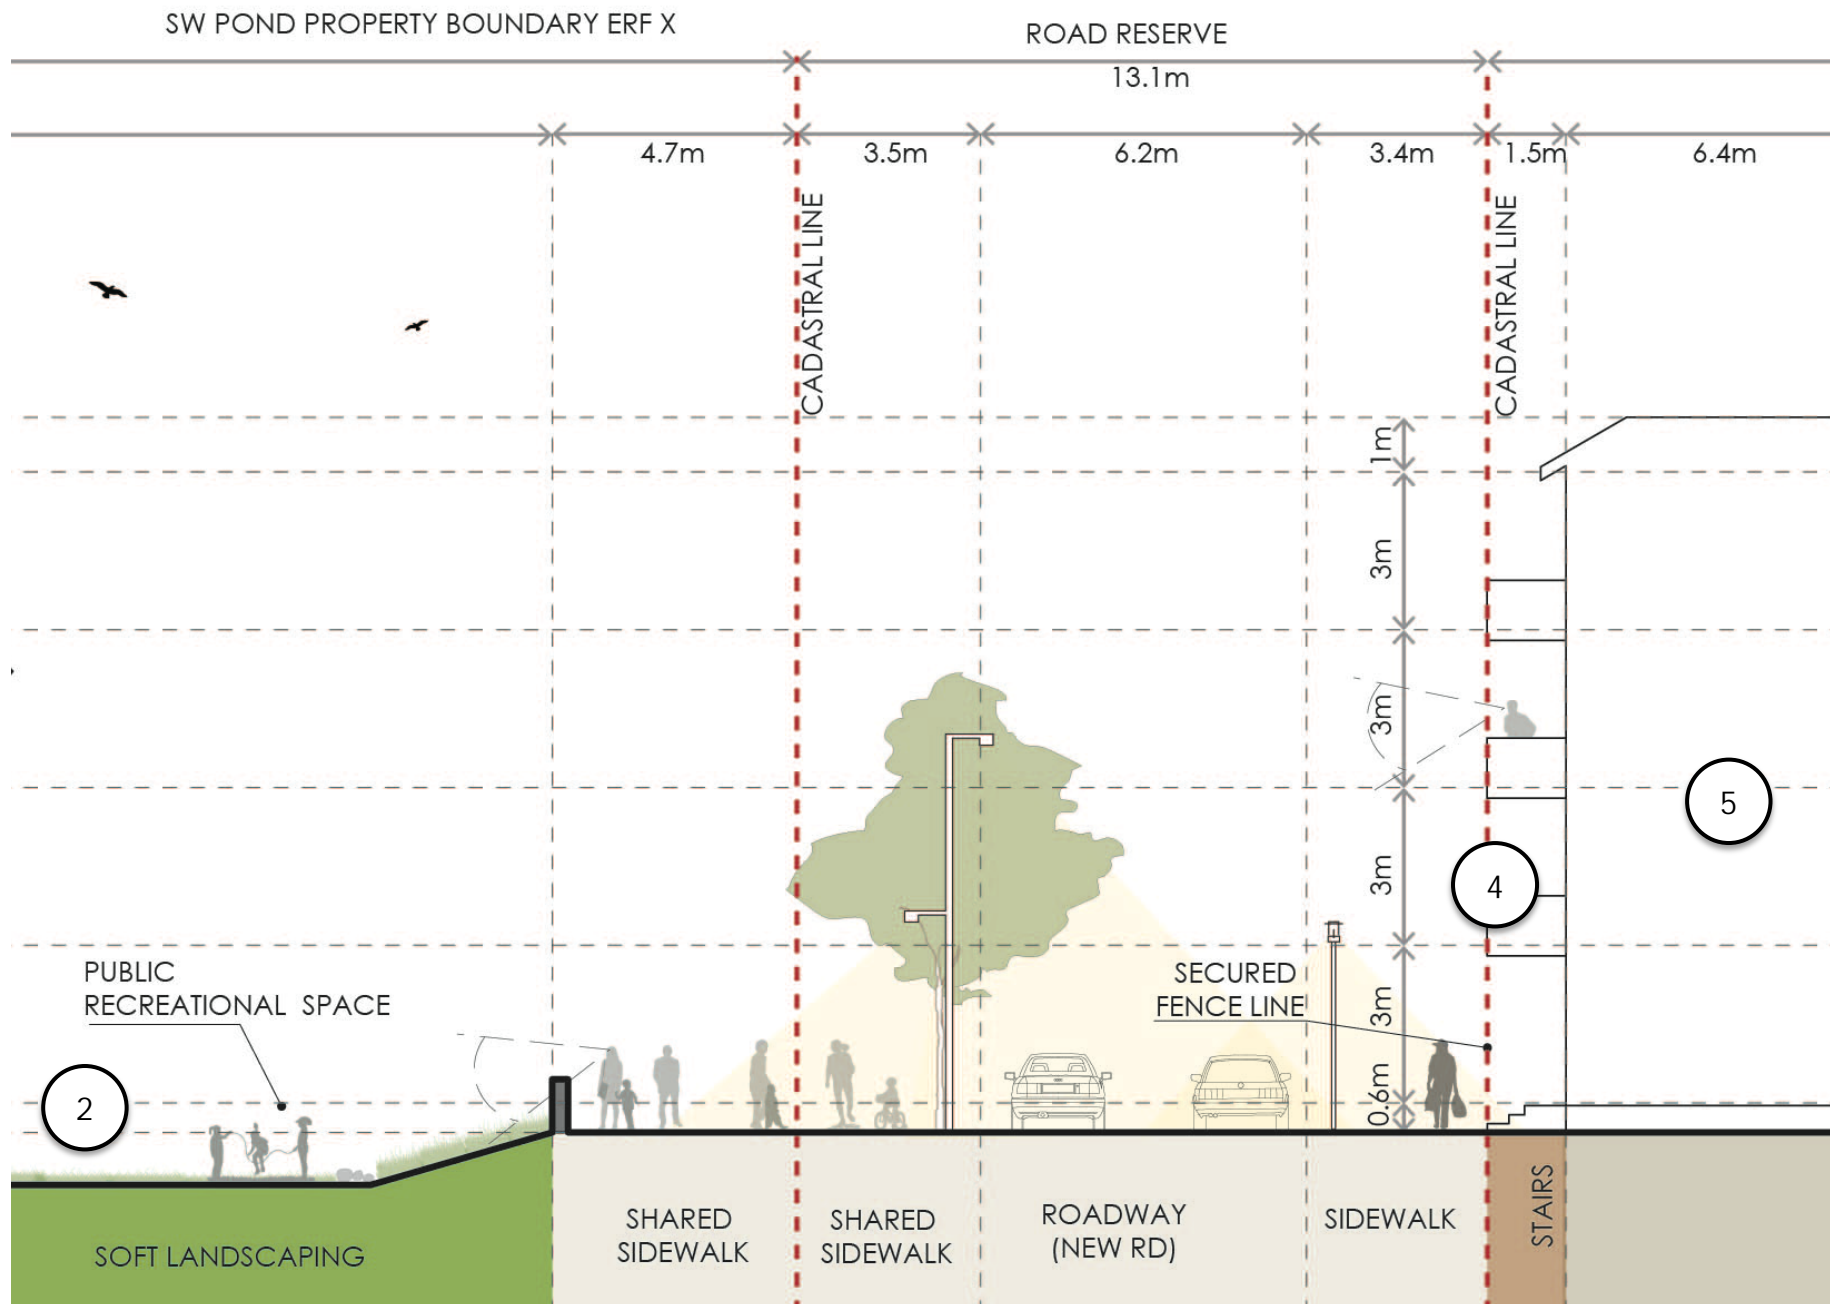 SW POND PROPERTY BOUNDARY ERF X
ROAD RESERVE
13.1m
4.7m
3.5m
6.2m
3.4m
1.5m
6.4m
CADASTRAL LINE
CADASTRAL LINE
1m
3m
3m
3m
3m
0.6m
5
4
2
PUBLIC
RECREATIONAL SPACE
SECURED
FENCE LINE
SOFT LANDSCAPING
SHARED
SIDEWALK
SHARED
SIDEWALK
ROADWAY
(NEW RD)
SIDEWALK
STAIRS